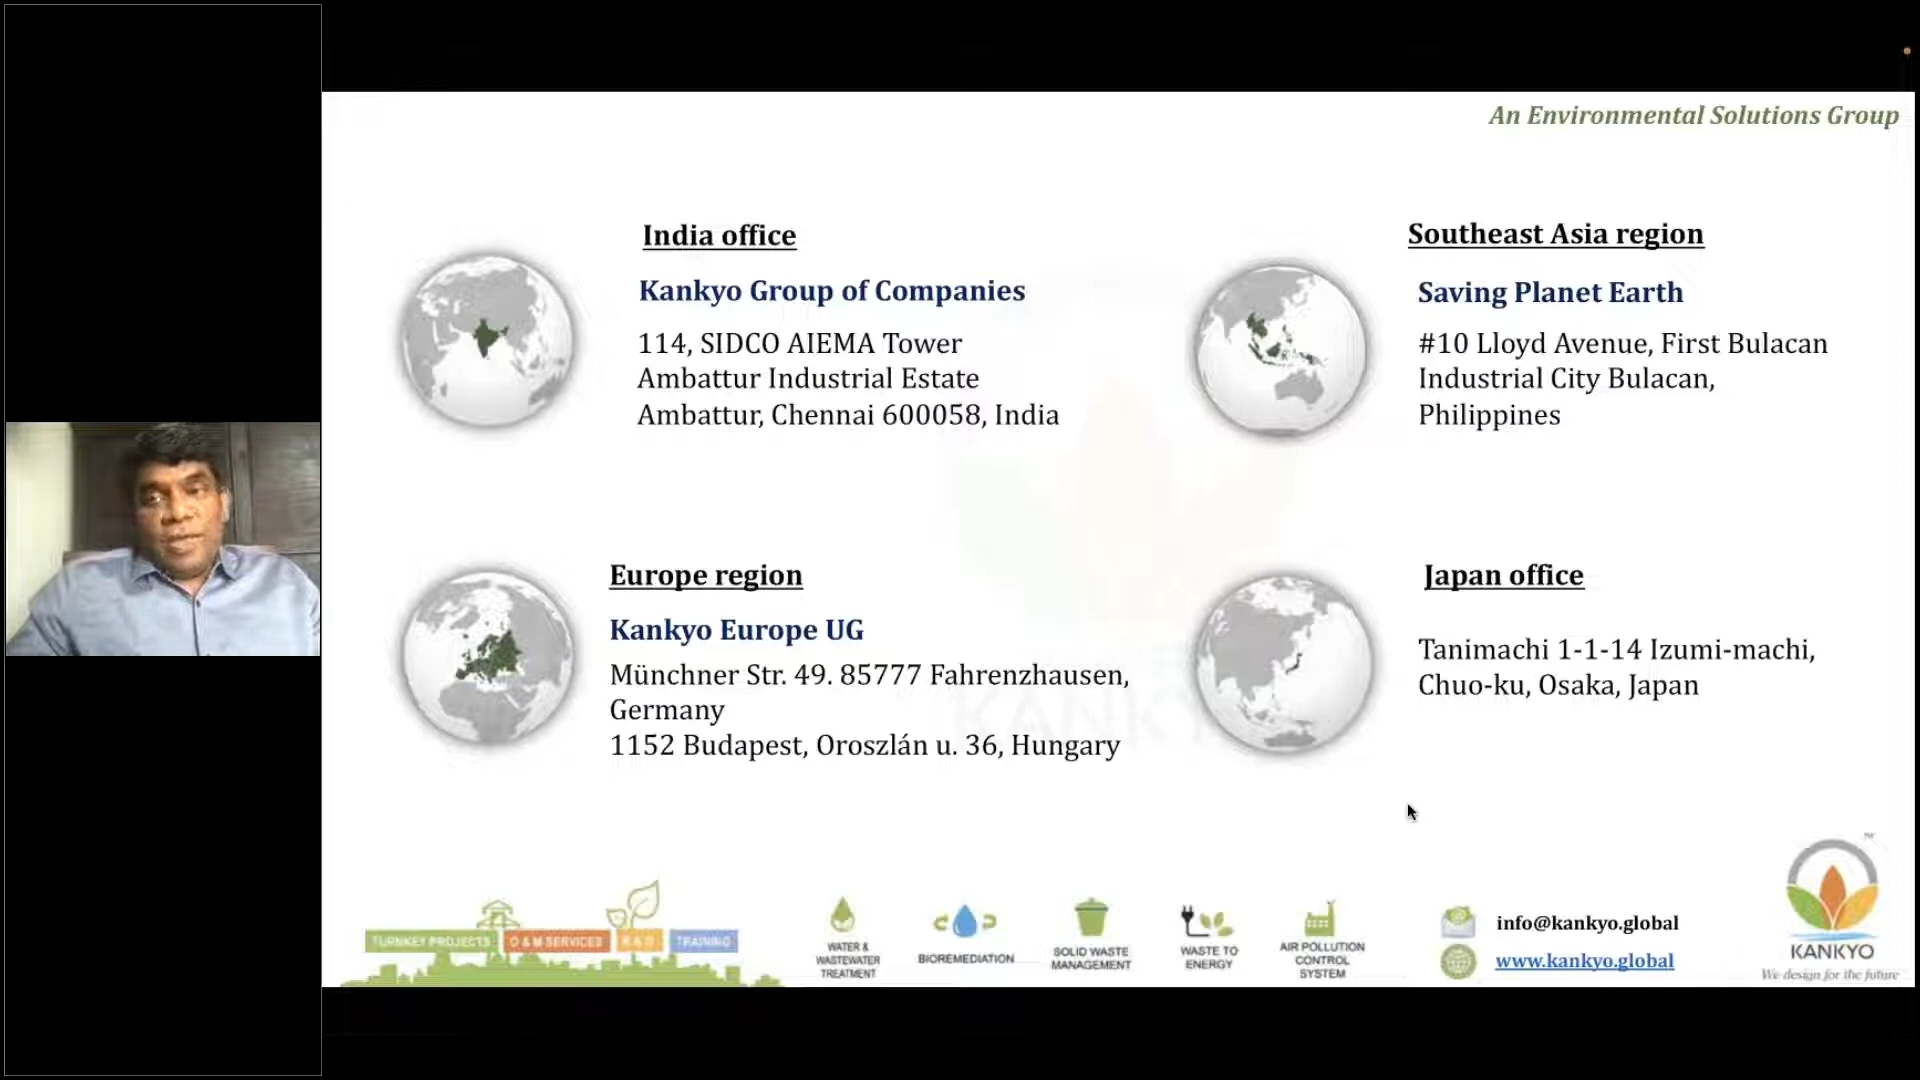 An Environmental Solutions Group
India office
Kankyo Group of Companies
114, SIDCO AIEMA Tower
Ambattur Industrial Estate
Ambattur, Chennai 600058, India
Southeast Asia region
Saving Planet Earth
#10 Lloyd Avenue, First Bulacan
Industrial City Bulacan,
Philippines
Europe region
Kankyo Europe UG
Münchner Str. 49. 85777 Fahrenzhausen,
Germany
1152 Budapest, Oroszlán u. 36, Hungary
Japan office
Tanimachi 1-1-14 Izumi-machi,
Chuo-ku, Osaka, Japan
KANKYO
TURNKEY PROJECTS
O & M SERVICES
R & D
TRAINING
WATER &
WASTEWATER
TREATMENT
BIOREMEDIATION
SOLID WASTE
MANAGEMENT
WASTE TO
ENERGY
AIR POLLUTION
CONTROL
SYSTEM
info@kankyo.global
www.kankyo.global
TM
KANKYO
We design for the future